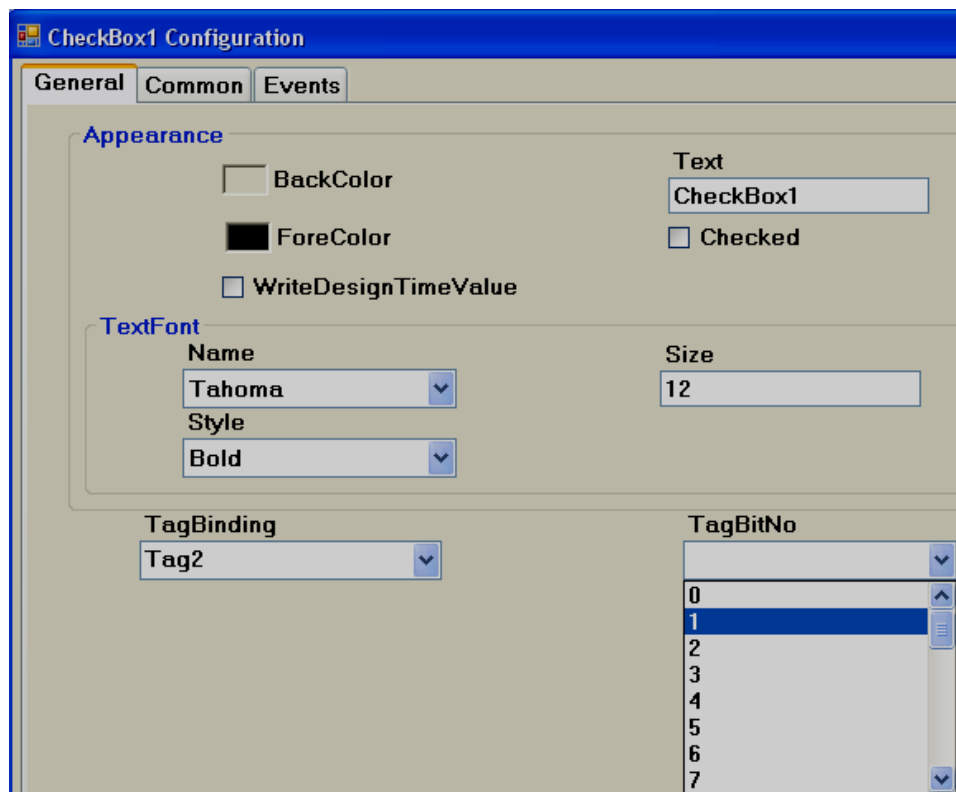 CheckBox1 Configuration
General Common Events
Appearance
BackColor
Text
CheckBox1
ForeColor
Checked
WriteDesignTimeValue
TextFont
Name
Size
Tahoma
12
Style
Bold
TagBinding
TagBitNo
Tag2
0
1
2
3
4
5
6
7